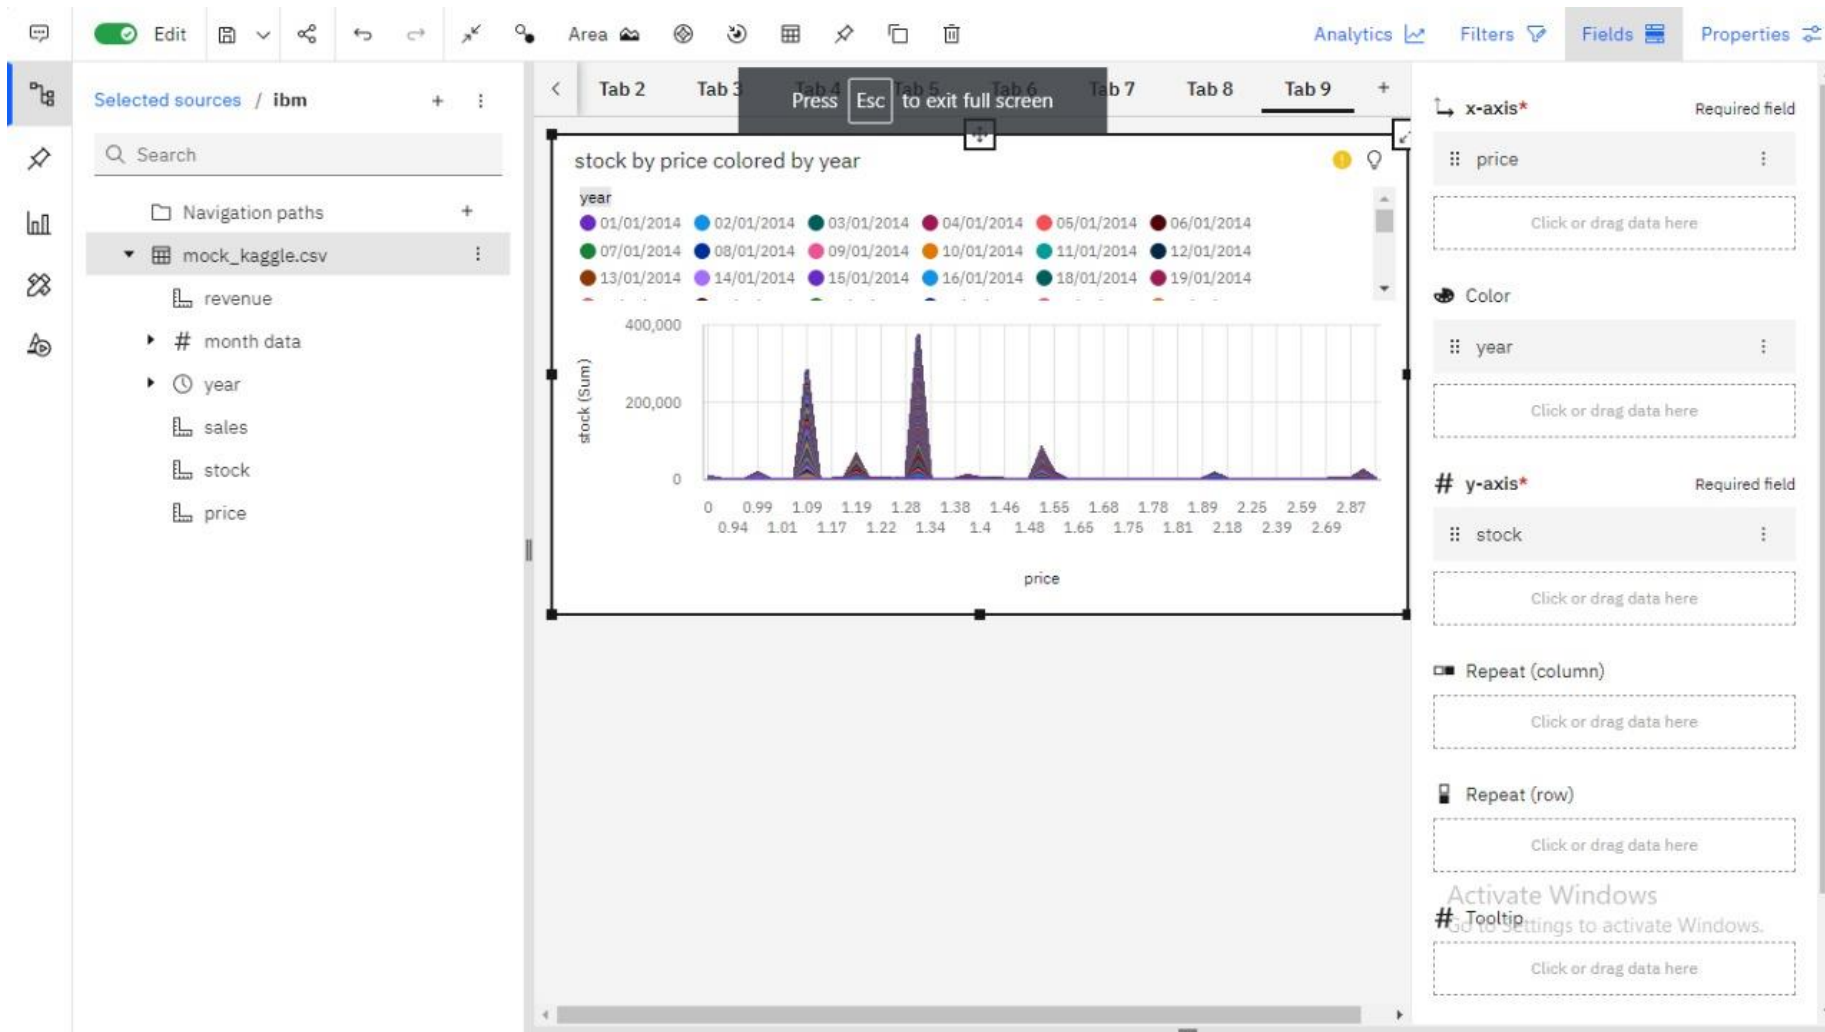 Edit
Area
Analytics
Filters
Fields
Properties
Selected sources / ibm
Search
Navigation paths
mock_kaggle.csv
revenue
month data
year
sales
stock
price
Tab 2
Tab 3
Tab 4
Tab 5
Tab 6
Tab 7
Tab 8
Tab 9
Press Esc to exit full screen
stock by price colored by year
year
01/01/2014 02/01/2014 03/01/2014 04/01/2014 05/01/2014 06/01/2014
07/01/2014 08/01/2014 09/01/2014 10/01/2014 11/01/2014 12/01/2014
13/01/2014 14/01/2014 15/01/2014 16/01/2014 18/01/2014 19/01/2014
400,000
200,000
0
stock (Sum)
0 0.99 1.09 1.19 1.28 1.38 1.46 1.55 1.68 1.78 1.89 2.25 2.59 2.87
0.94 1.01 1.17 1.22 1.34 1.4 1.48 1.65 1.75 1.81 2.18 2.39 2.69
price
x-axis*
Required field
price
Click or drag data here
Color
year
Click or drag data here
y-axis*
Required field
stock
Click or drag data here
Repeat (column)
Click or drag data here
Repeat (row)
Click or drag data here
Activate Windows
Tooltip
Go to Settings to activate Windows.
Click or drag data here